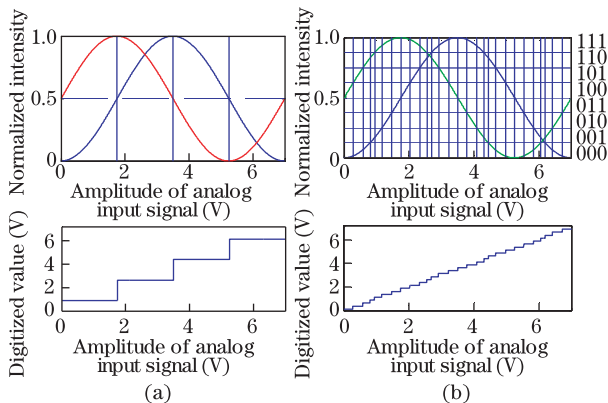 Normalized intensity
1.0
0.5
0
0 2 4 6
Amplitude of analog
input signal (V)
Digitized value (V)
6
4
2
0
0 2 4 6
Amplitude of analog
input signal (V)
(a)
Normalized intensity
1.0
0.5
0
111
110
101
100
011
010
001
000
0 2 4 6
Amplitude of analog
input signal (V)
Digitized value (V)
6
4
2
0
0 2 4 6
Amplitude of analog
input signal (V)
(b)